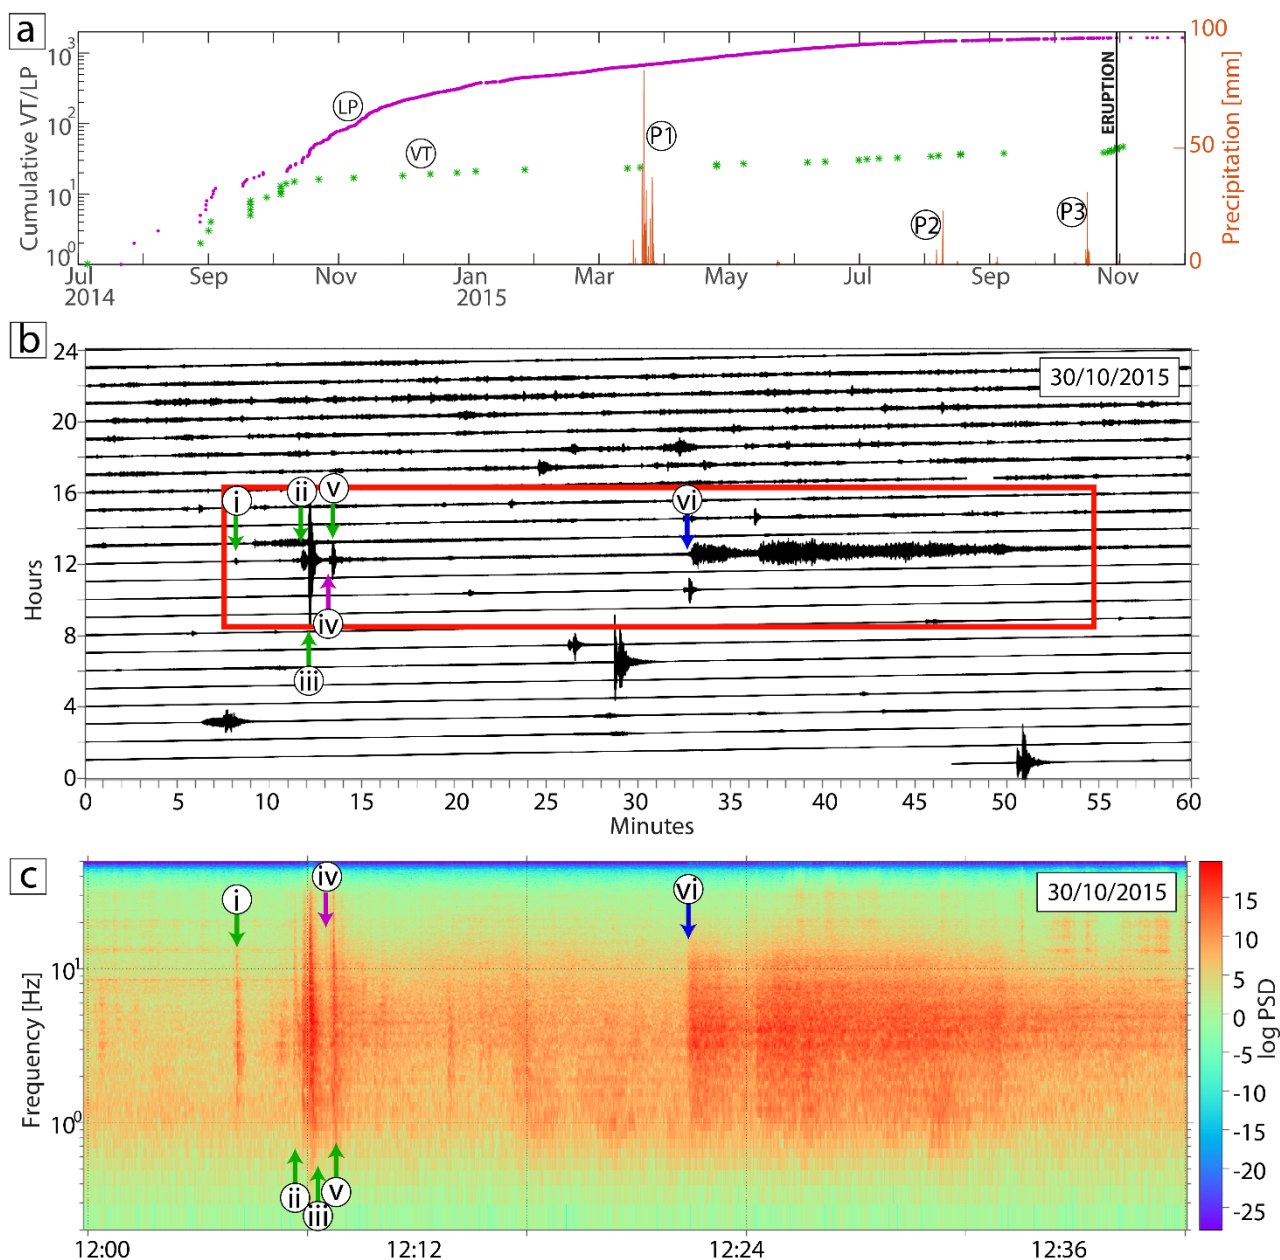 a
Cumulative VT/LP
10³
10²
10¹
10⁰
LP
VT
P1
P2
P3
ERUPTION
100
50
0
Precipitation [mm]
Jul Sep Nov Jan Mar May Jul Sep Nov
2014 2015
b
30/10/2015
Hours
24
20
16
12
8
4
0
i
ii
v
vi
iv
iii
0 5 10 15 20 25 30 35 40 45 50 55 60
Minutes
c
30/10/2015
Frequency [Hz]
10¹
10⁰
i
iv
vi
ii
iii
v
15
10
5
0
-5
-10
-15
-20
-25
log PSD
12:00 12:12 12:24 12:36